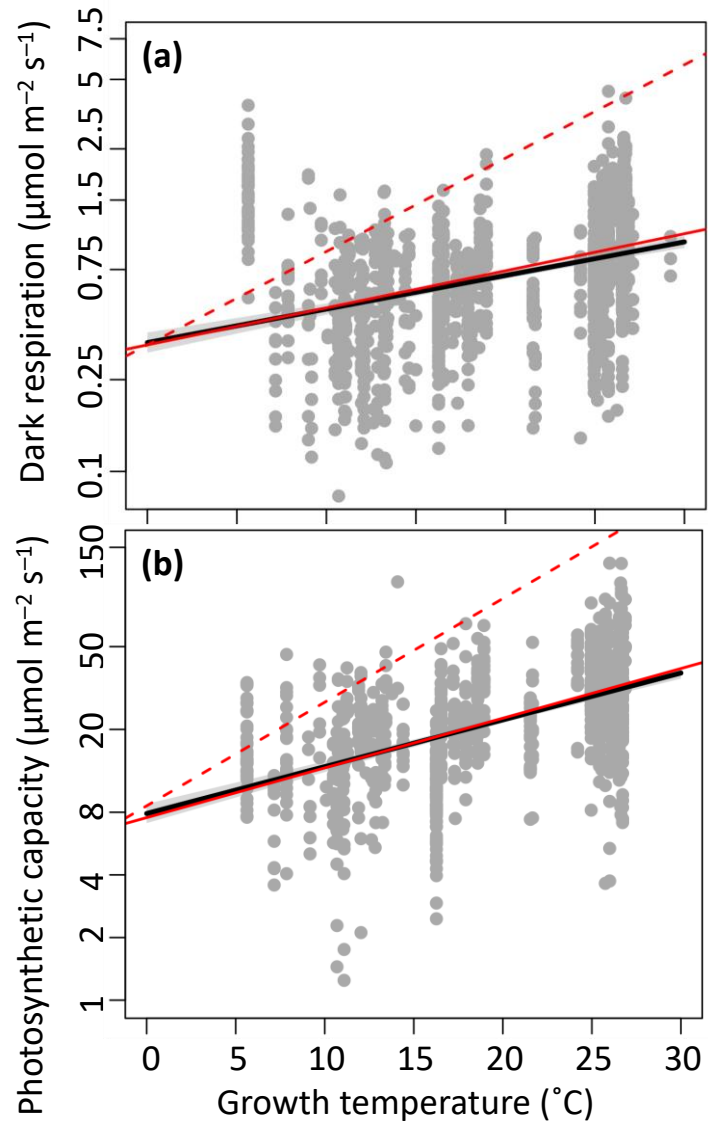 (a)
Dark respiration (µmol m⁻² s⁻¹)
7.5
5
2.5
1.5
0.75
0.25
0.1
(b)
Photosynthetic capacity (µmol m⁻² s⁻¹)
150
50
20
8
4
2
1
0 5 10 15 20 25 30
Growth temperature (˚C)